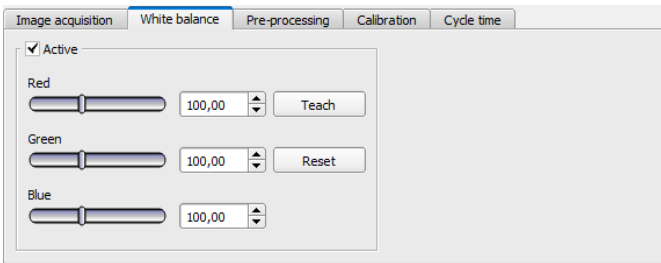 Image acquisition White balance Pre-processing Calibration Cycle time
Active
Red
100,00 Teach
Green
100,00 Reset
Blue
100,00